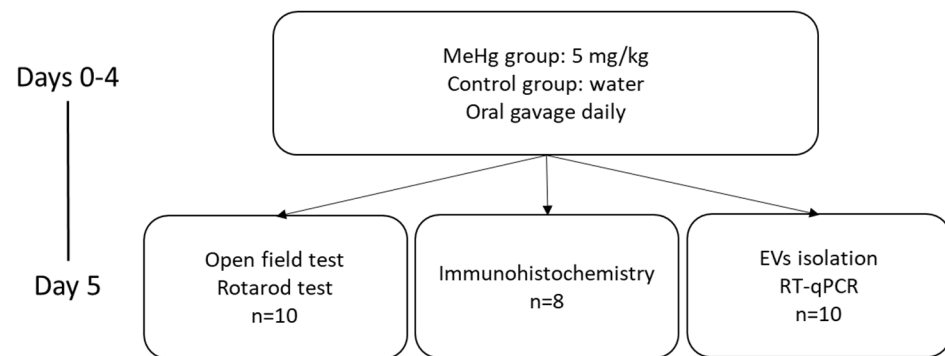 Days 0-4
MeHg group: 5 mg/kg
Control group: water
Oral gavage daily
Day 5
Open field test
Rotarod test
n=10
Immunohistochemistry
n=8
EVs isolation
RT-qPCR
n=10